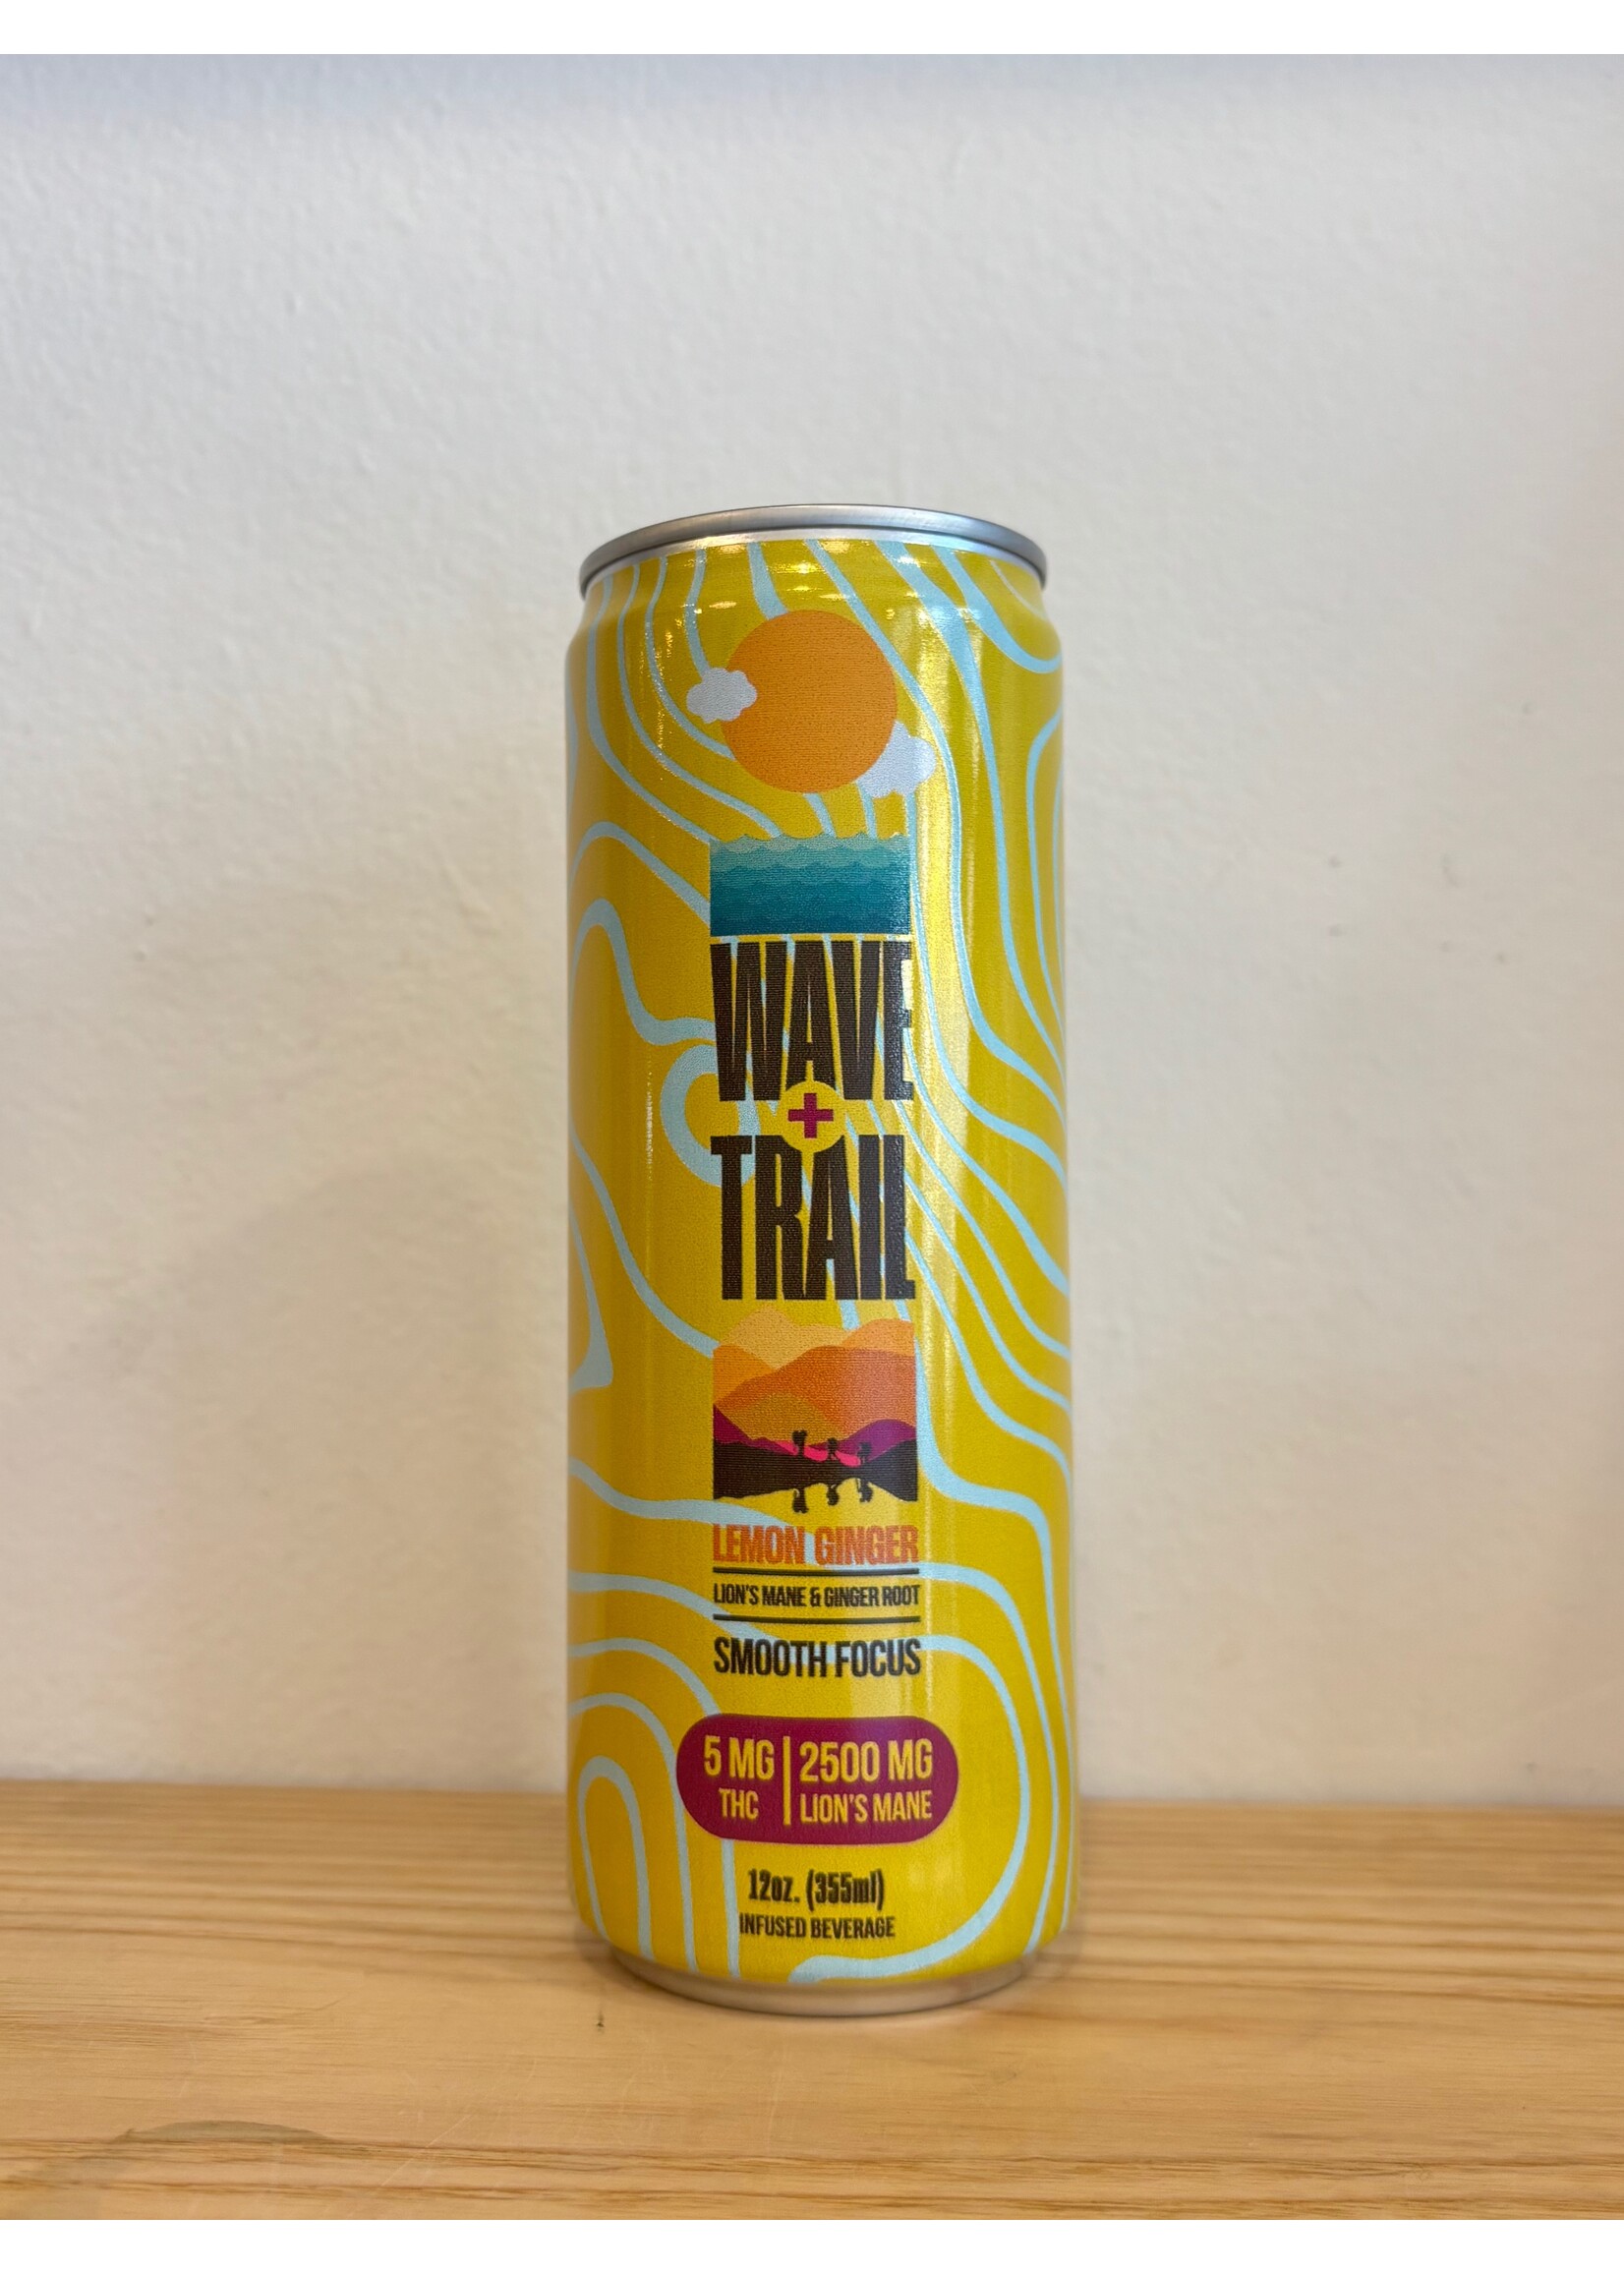 WAVE
+
TRAIL
LEMON GINGER
LION'S MANE & GINGER ROOT
SMOOTH FOCUS
5 MG | 2500 MG
THC | LION'S MANE
12oz. (355ml)
INFUSED BEVERAGE